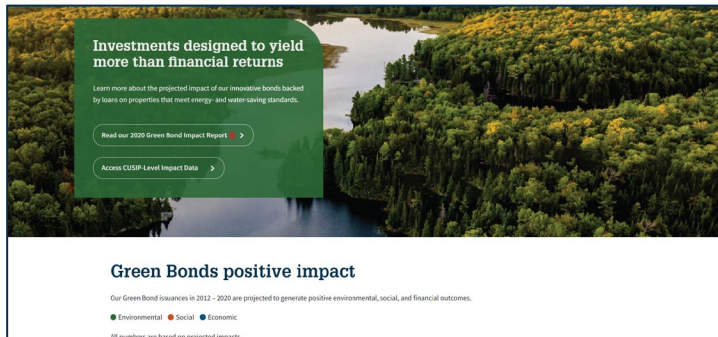 Investments designed to yield
more than financial returns
Learn more about the projected impact of our innovative bonds backed
by loans on properties that meet energy- and water-saving standards.
Read our 2020 Green Bond Impact Report
Access CUSIP-Level Impact Data
Green Bonds positive impact
Our Green Bond issuances in 2012 – 2020 are projected to generate positive environmental, social, and financial outcomes.
Environmental Social Economic
All numbers are based on projected impacts